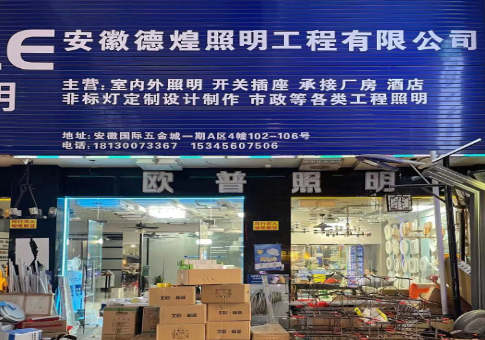 安徽德煌照明工程有限公司
主营: 室内外照明 开关插座 承接厂房 酒店
非标灯定制设计制作 市政等各类工程照明
明
地址: 安徽国际五金城一期A区4幢102-106号
电话: 18130073367 15345607506
欧普照明